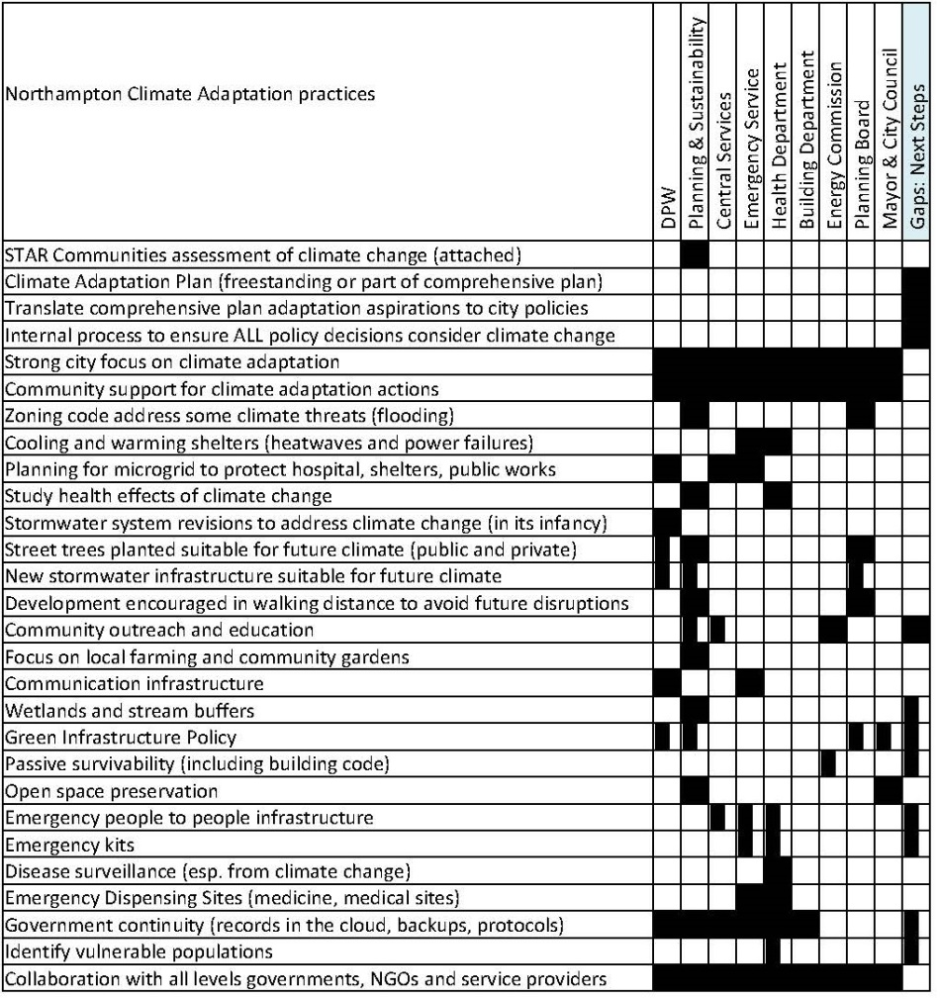 Northampton Climate Adaptation practices
DPW
Planning & Sustainability
Central Services
Emergency Service
Health Department
Building Department
Energy Commission
Planning Board
Mayor & City Council
Gaps: Next Steps
STAR Communities assessment of climate change (attached)
Climate Adaptation Plan (freestanding or part of comprehensive plan)
Translate comprehensive plan adaptation aspirations to city policies
Internal process to ensure ALL policy decisions consider climate change
Strong city focus on climate adaptation
Community support for climate adaptation actions
Zoning code address some climate threats (flooding)
Cooling and warming shelters (heatwaves and power failures)
Planning for microgrid to protect hospital, shelters, public works
Study health effects of climate change
Stormwater system revisions to address climate change (in its infancy)
Street trees planted suitable for future climate (public and private)
New stormwater infrastructure suitable for future climate
Development encouraged in walking distance to avoid future disruptions
Community outreach and education
Focus on local farming and community gardens
Communication infrastructure
Wetlands and stream buffers
Green Infrastructure Policy
Passive survivability (including building code)
Open space preservation
Emergency people to people infrastructure
Emergency kits
Disease surveillance (esp. from climate change)
Emergency Dispensing Sites (medicine, medical sites)
Government continuity (records in the cloud, backups, protocols)
Identify vulnerable populations
Collaboration with all levels governments, NGOs and service providers